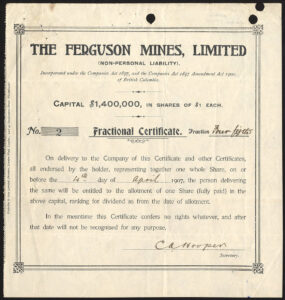 THE FERGUSON MINES, LIMITED
(NON-PERSONAL LIABILITY).
Incorporated under the Companies Act 1897, and the Companies Act 1897 Amendment Act 1900,
of British Columbia.
CAPITAL $1,400,000, IN SHARES OF $1 EACH.
No. 2 Fractional Certificate. Fraction
On delivery to the Company of this Certificate and other Certificates,
all endorsed by the holder, representing together one whole Share, on or
before the 4th day of April 1907, the person delivering
the same will be entitled to the allotment of one Share (fully paid) in the
above capital, ranking for dividend as from the date of allotment.
In the meantime this Certificate confers no rights whatever, and after
that date will not be recognised for any purpose.
C A Hooper
Secretary.